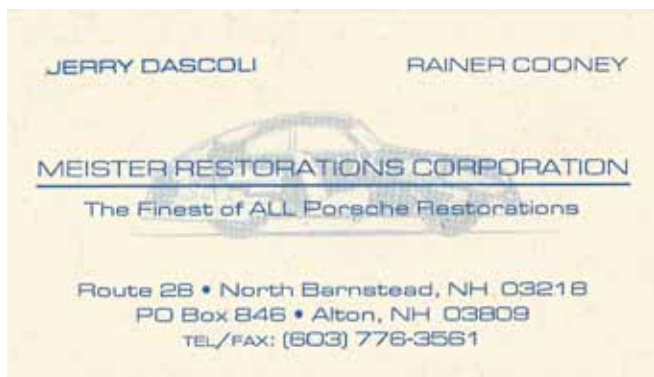 JERRY DASCOLI RAINER COONEY
MEISTER RESTORATIONS CORPORATION
The Finest of ALL Porsche Restorations
Route 28 • North Barnstead, NH 03218
PO Box 846 • Alton, NH 03809
TEL/FAX: (603) 776-3561